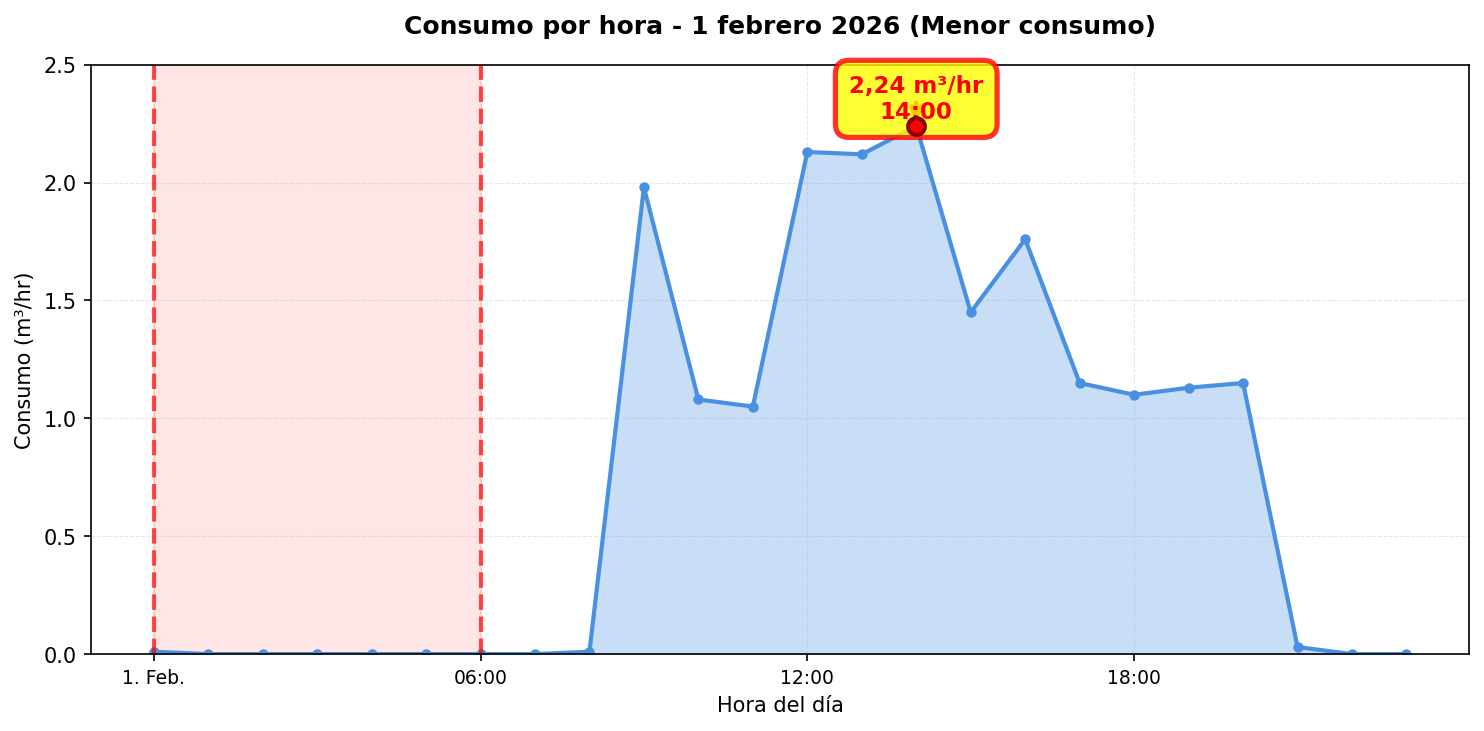 Consumo por hora - 1 febrero 2026 (Menor consumo)
2,24 m³/hr
14:00
Consumo (m³/hr)
2.5
2.0
1.5
1.0
0.5
0.0
1. Feb.
06:00
12:00
18:00
Hora del día